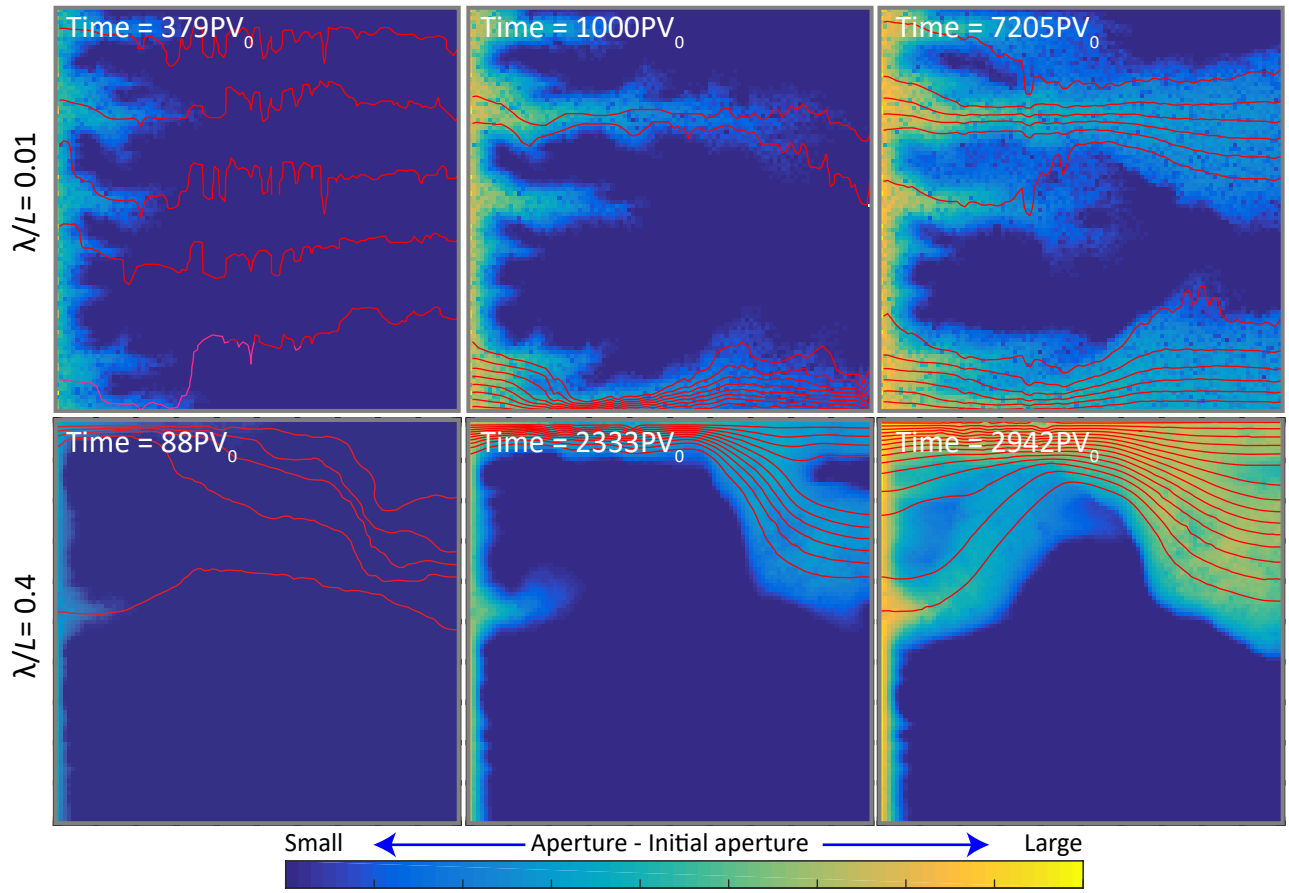 Time = 379PV₀
Time = 1000PV₀
Time = 7205PV₀
λ/L= 0.01
Time = 88PV₀
Time = 2333PV₀
Time = 2942PV₀
λ/L= 0.4
Small Aperture - Initial aperture Large